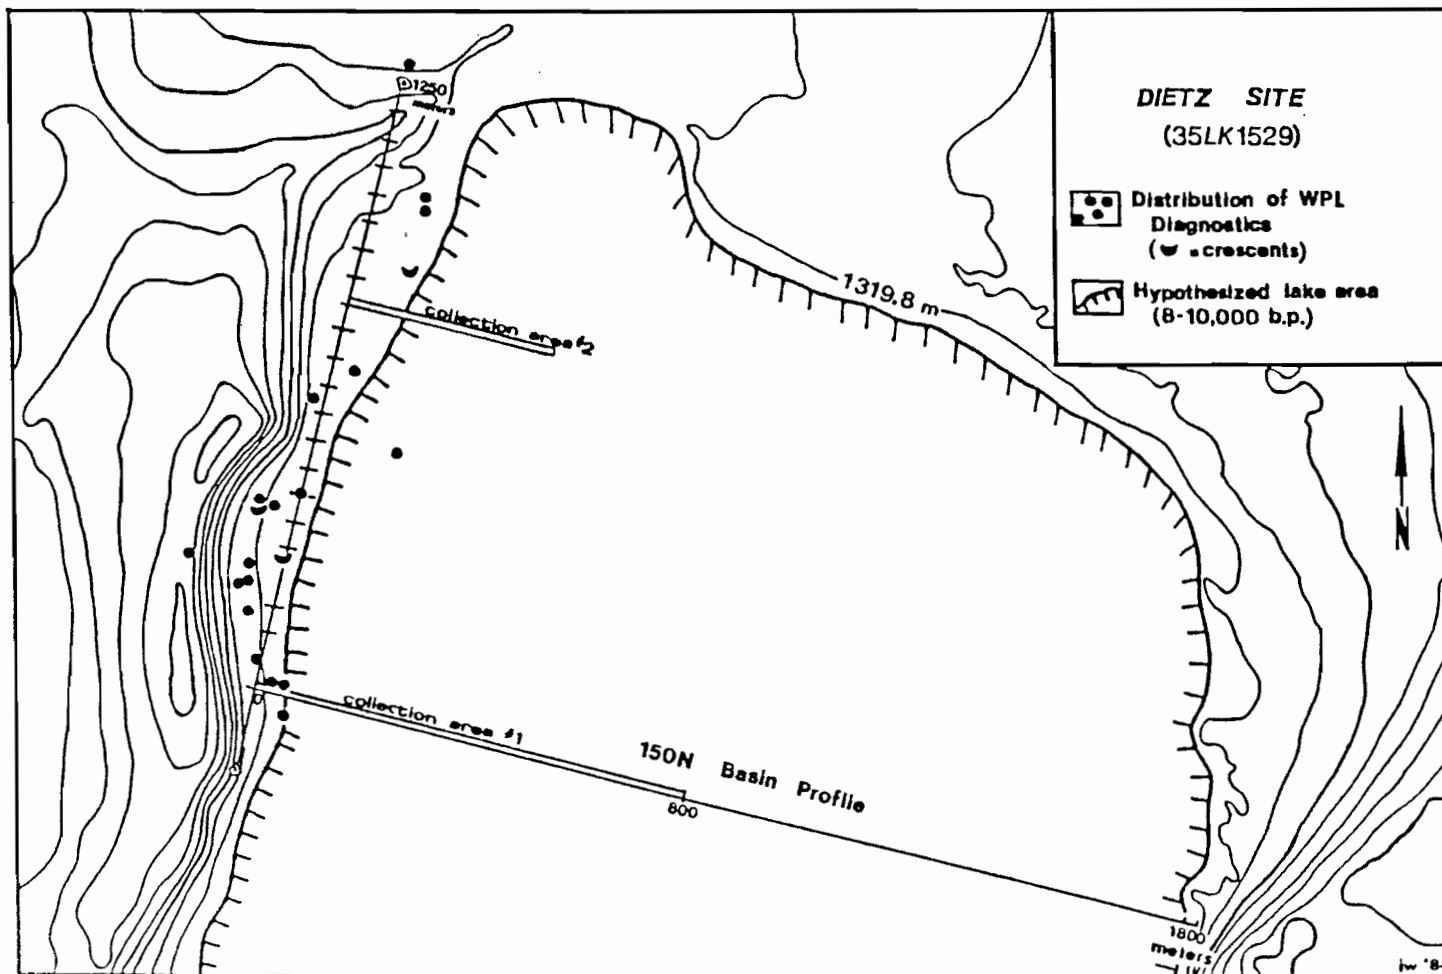 DIETZ SITE
(35LK1529)
Distribution of WPL
Diagnostics
(= crescents)
Hypothesized lake area
(8-10,000 b.p.)
1250
meters
1319.8 m
collection area #2
N
collection area #1
150N Basin Profile
800
1800
meters